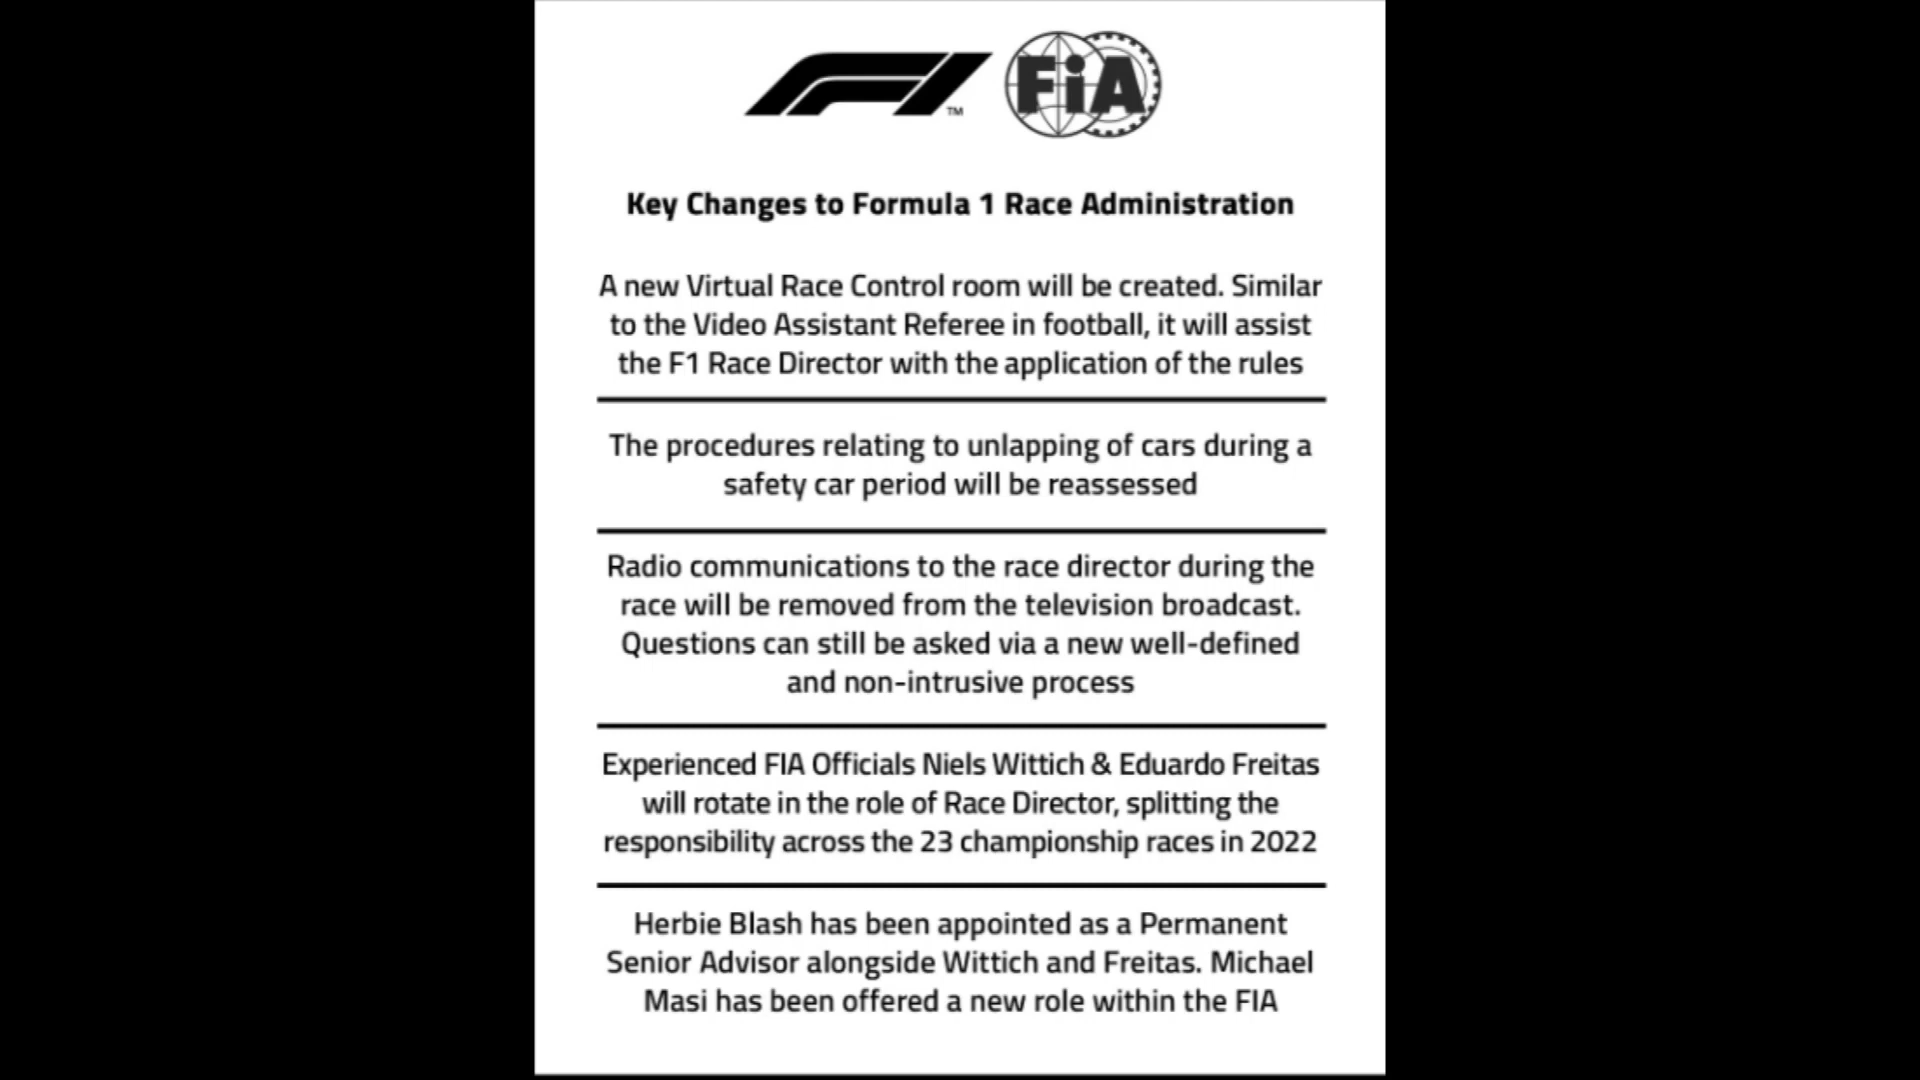 F1 TM FiA
Key Changes to Formula 1 Race Administration
A new Virtual Race Control room will be created. Similar
to the Video Assistant Referee in football, it will assist
the F1 Race Director with the application of the rules
The procedures relating to unlapping of cars during a
safety car period will be reassessed
Radio communications to the race director during the
race will be removed from the television broadcast.
Questions can still be asked via a new well-defined
and non-intrusive process
Experienced FIA Officials Niels Wittich & Eduardo Freitas
will rotate in the role of Race Director, splitting the
responsibility across the 23 championship races in 2022
Herbie Blash has been appointed as a Permanent
Senior Advisor alongside Wittich and Freitas. Michael
Masi has been offered a new role within the FIA